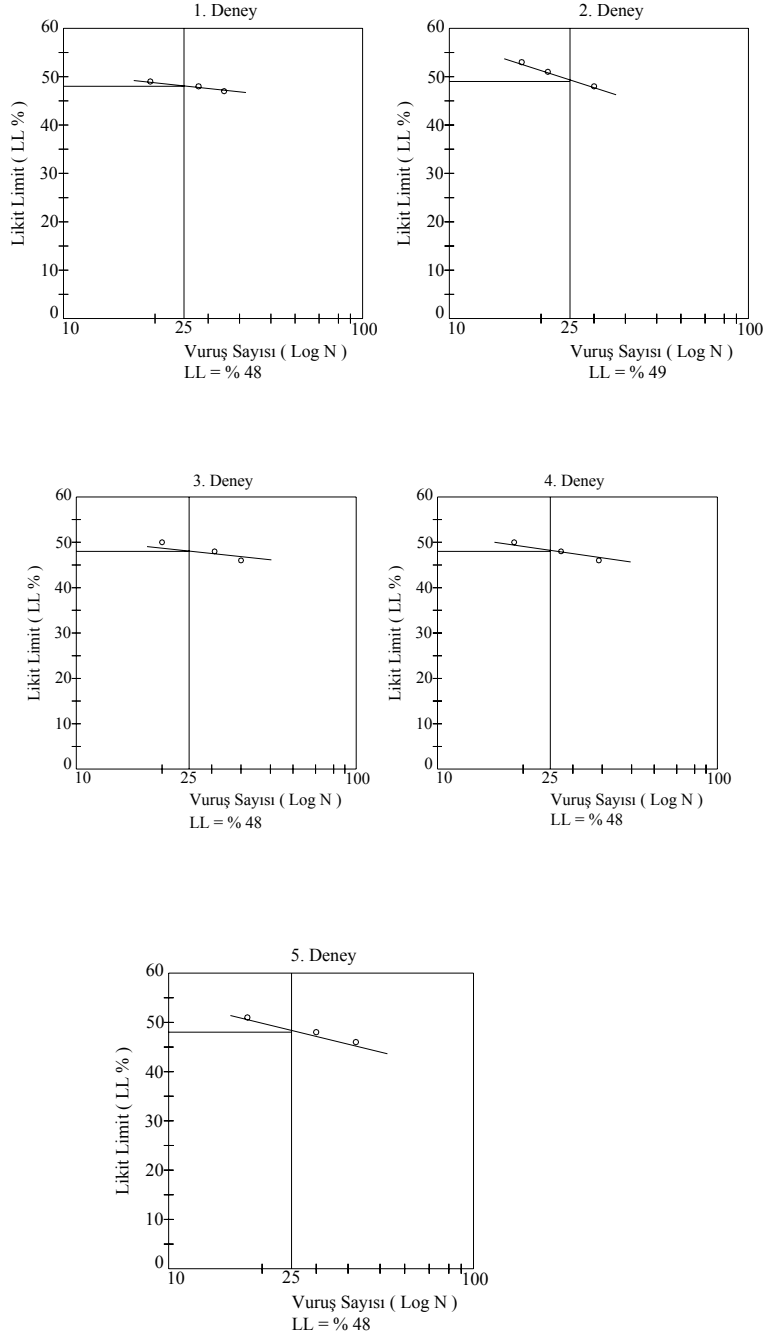 1. Deney
60
50
40
30
20
10
0
Likit Limit ( LL % )
10 25 100
Vuruş Sayısı ( Log N )
LL = % 48
2. Deney
60
50
40
30
20
10
0
Likit Limit ( LL % )
10 25 100
Vuruş Sayısı ( Log N )
LL = % 49
3. Deney
60
50
40
30
20
10
0
Likit Limit ( LL % )
10 25 100
Vuruş Sayısı ( Log N )
LL = % 48
4. Deney
60
50
40
30
20
10
0
Likit Limit ( LL % )
10 25 100
Vuruş Sayısı ( Log N )
LL = % 48
5. Deney
60
50
40
30
20
10
0
Likit Limit ( LL % )
10 25 100
Vuruş Sayısı ( Log N )
LL = % 48